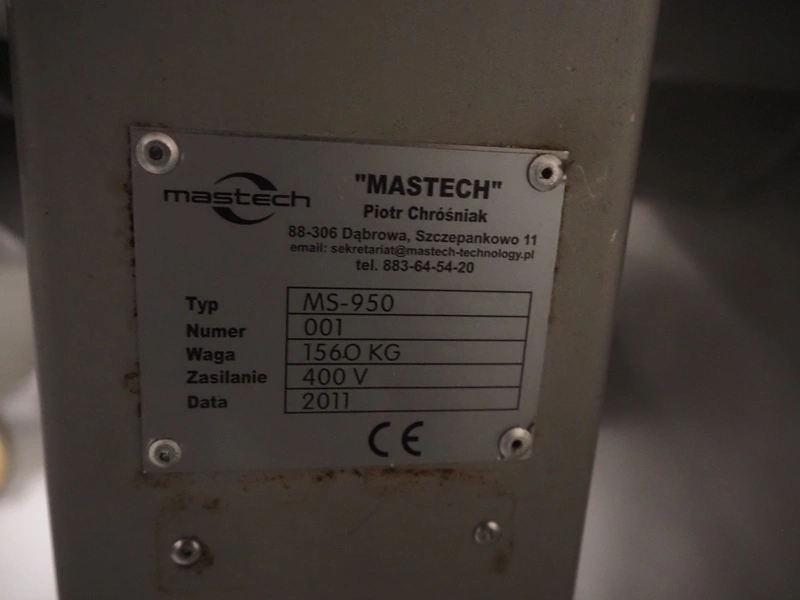 mastech
"MASTECH"
Piotr Chróśniak
88-306 Dąbrowa, Szczepankowo 11
email: sekretariat@mastech-technology.pl
tel. 883-64-54-20
Typ MS-950
Numer 001
Waga 1560 KG
Zasilanie 400 V
Data 2011
CE